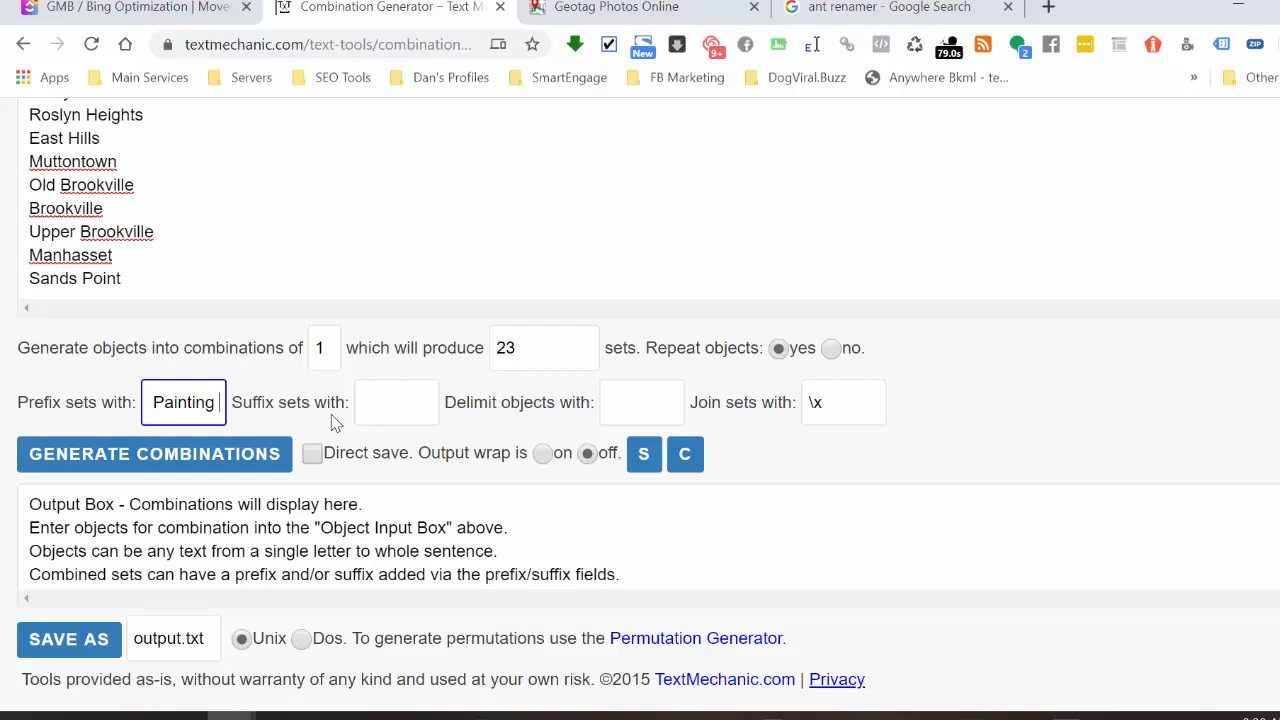 GMB / Bing Optimization | Move
Combination Generator – Text M
Geotag Photos Online
ant renamer - Google Search
textmechanic.com/text-tools/combination...
New
9+
79.0s
2
ZIP
Apps
Main Services
Servers
SEO Tools
Dan's Profiles
SmartEngage
FB Marketing
DogViral.Buzz
Anywhere Bkml - te...
»
Other
Roslyn Heights
East Hills
Muttontown
Old Brookville
Brookville
Upper Brookville
Manhasset
Sands Point
Generate objects into combinations of 1 which will produce 23 sets. Repeat objects: yes no.
Prefix sets with: Painting Suffix sets with: Delimit objects with: Join sets with: \x
GENERATE COMBINATIONS Direct save. Output wrap is on off. S C
Output Box - Combinations will display here.
Enter objects for combination into the "Object Input Box" above.
Objects can be any text from a single letter to whole sentence.
Combined sets can have a prefix and/or suffix added via the prefix/suffix fields.
SAVE AS output.txt Unix Dos. To generate permutations use the Permutation Generator.
Tools provided as-is, without warranty of any kind and used at your own risk. ©2015 TextMechanic.com | Privacy